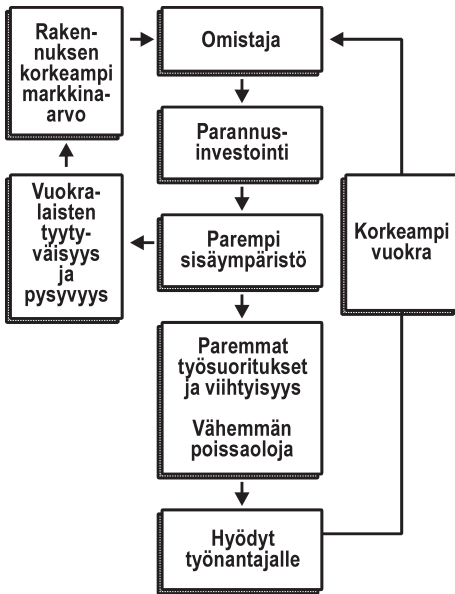 Raken-
nuksen
korkeampi
markkina-
arvo
Omistaja
Parannus-
investointi
Vuokra-
laisten
tyyty-
väisyys
ja
pysyvyys
Parempi
sisäympäristö
Korkeampi
vuokra
Paremmat
työsuoritukset
ja viihtyisyys
Vähemmän
poissaoloja
Hyödyt
työnantajalle